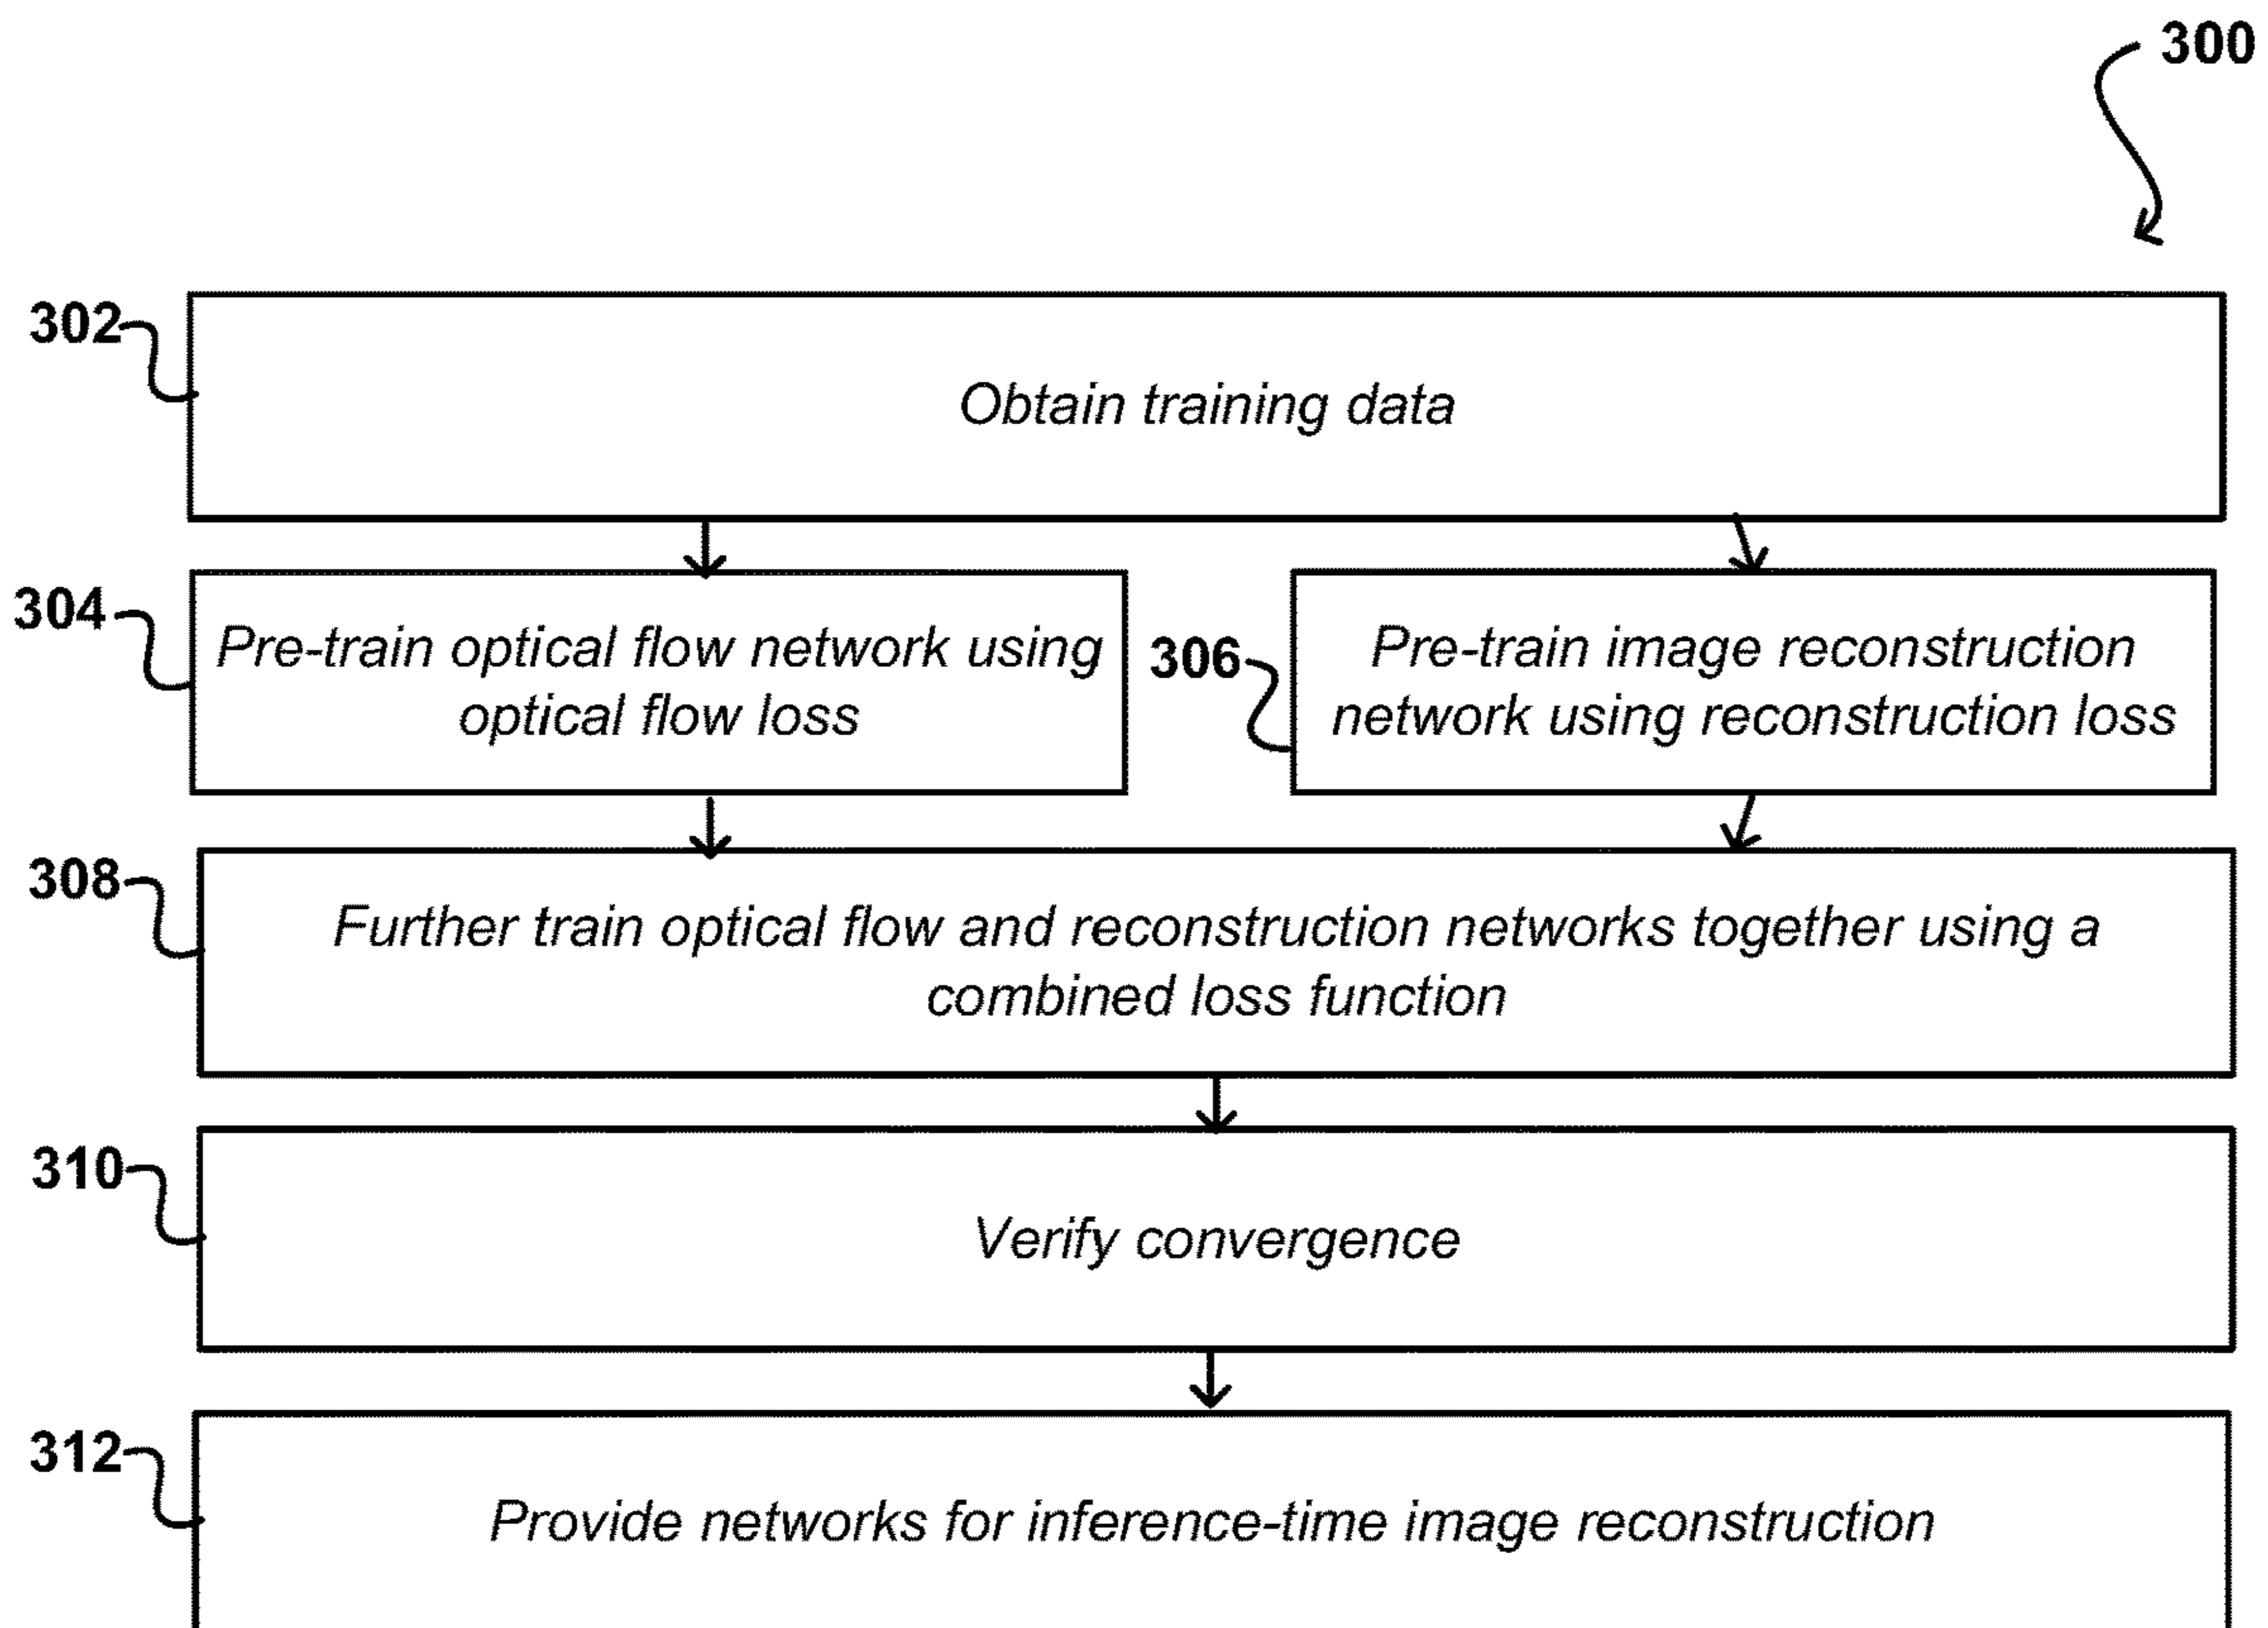 300
302
Obtain training data
304
Pre-train optical flow network using
optical flow loss
306
Pre-train image reconstruction
network using reconstruction loss
308
Further train optical flow and reconstruction networks together using a
combined loss function
310
Verify convergence
312
Provide networks for inference-time image reconstruction